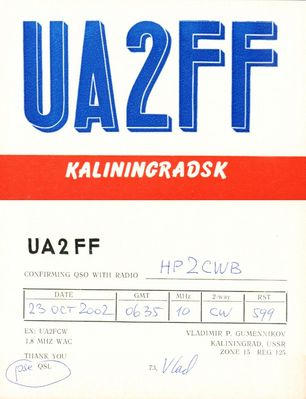 UA2FF
KALININGRADSK
UA2FF
CONFIRMING QSO WITH RADIO HP2CWB
DATE GMT MHz 2-way RST
23 OCT 2002 0635 10 CW 599
EX: UA2FCW VLADIMIR P. GUMENNIKOV
1,8 MHZ WAC KALININGRAD, USSR
ZONE 15 REG 125
THANK YOU
pse QSL 73, Vlad